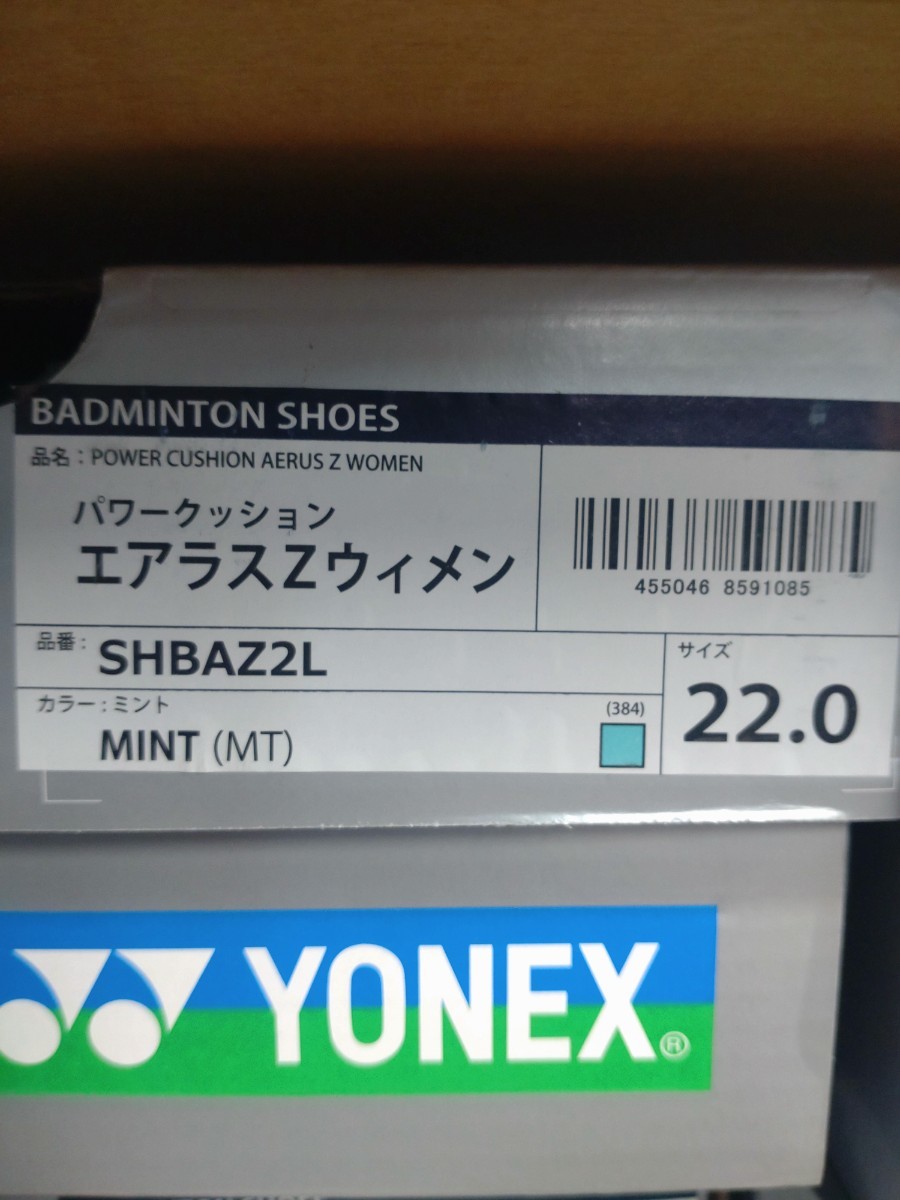 BADMINTON SHOES
品名：POWER CUSHION AERUS Z WOMEN
パワークッション
エアラスZウィメン
455046 8591085
品番：
SHBAZ2L
カラー：ミント
MINT (MT)
(384)
サイズ
22.0
YONEX®